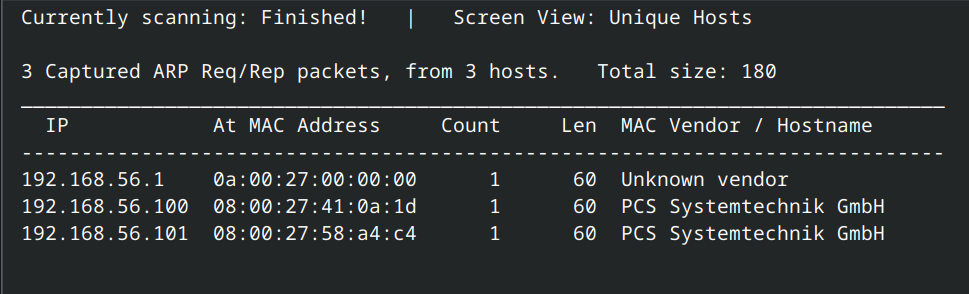 Currently scanning: Finished!   |   Screen View: Unique Hosts
3 Captured ARP Req/Rep packets, from 3 hosts.   Total size: 180
_____________________________________________________________________________
  IP            At MAC Address     Count     Len  MAC Vendor / Hostname
-----------------------------------------------------------------------------
192.168.56.1    0a:00:27:00:00:00      1      60  Unknown vendor
192.168.56.100  08:00:27:41:0a:1d      1      60  PCS Systemtechnik GmbH
192.168.56.101  08:00:27:58:a4:c4      1      60  PCS Systemtechnik GmbH